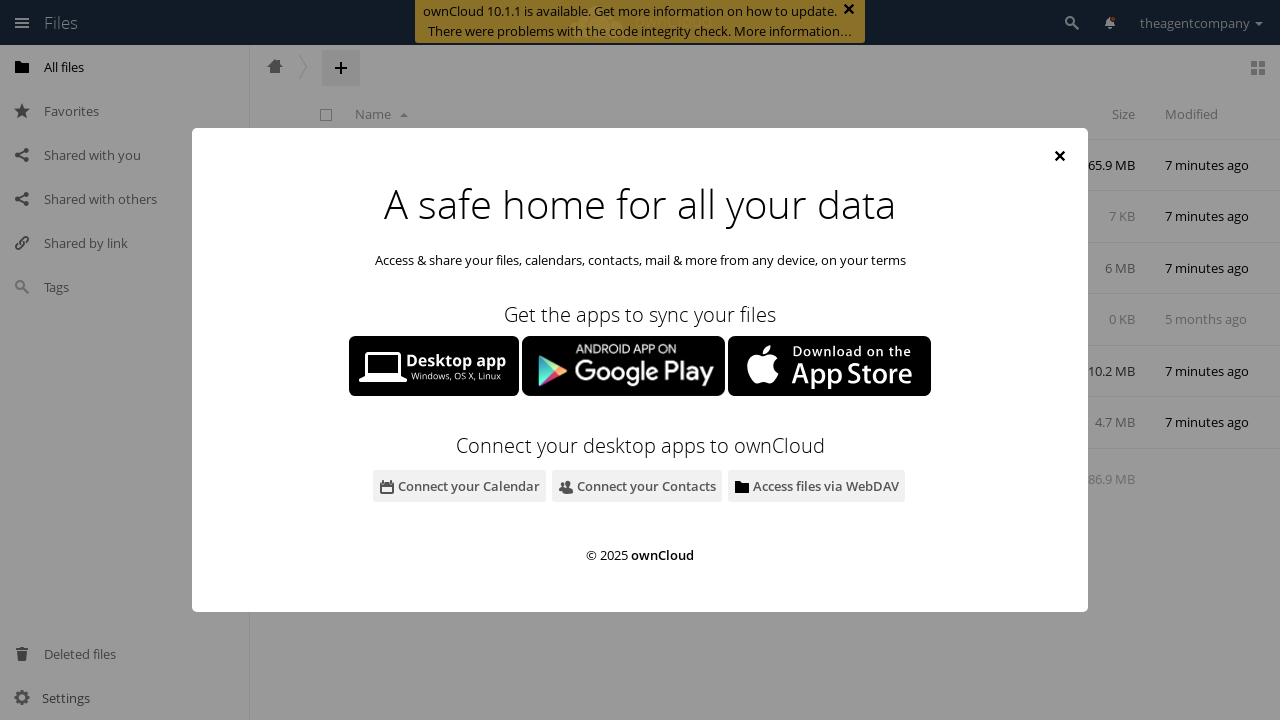 Files
ownCloud 10.1.1 is available. Get more information on how to update.
There were problems with the code integrity check. More information…
theagentcompany
All files
Favorites
Shared with you
Shared with others
Shared by link
Tags
Deleted files
Settings
Name
Size
Modified
65.9 MB
7 minutes ago
7 KB
7 minutes ago
6 MB
7 minutes ago
0 KB
5 months ago
10.2 MB
7 minutes ago
4.7 MB
7 minutes ago
86.9 MB
A safe home for all your data
Access & share your files, calendars, contacts, mail & more from any device, on your terms
Get the apps to sync your files
Desktop app
Windows, OS X, Linux
ANDROID APP ON
Google Play
Download on the
App Store
Connect your desktop apps to ownCloud
Connect your Calendar
Connect your Contacts
Access files via WebDAV
© 2025 ownCloud